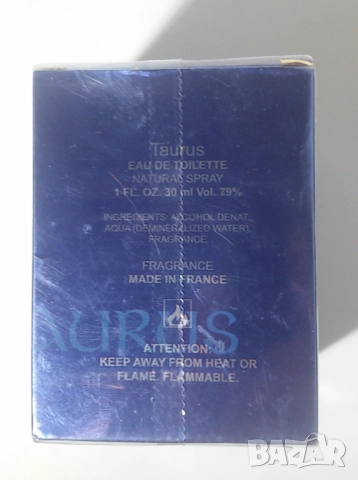 Taurus
EAU DE TOILETTE
NATURAL SPRAY
1 FL. OZ. 30 ml Vol. 79%
INGREDIENTS: ALCOHOL DENAT.,
AQUA (DEMINERALIZED WATER),
FRAGRANCE
FRAGRANCE
MADE IN FRANCE
AURUS
ATTENTION:
KEEP AWAY FROM HEAT OR
FLAME. FLAMMABLE.
BAZAR